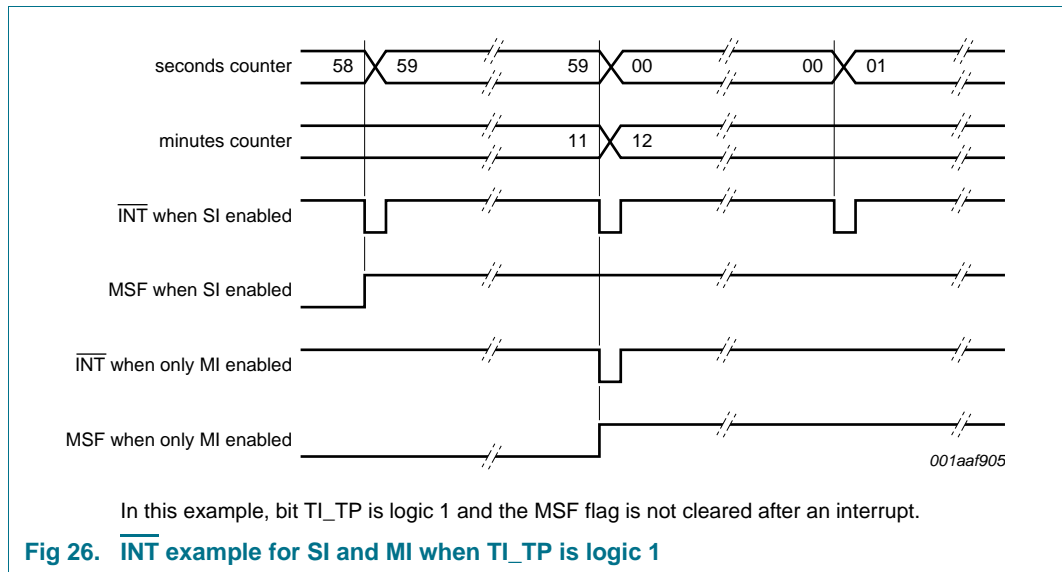 seconds counter 58 59 59 00 00 01
minutes counter 11 12
INT when SI enabled
MSF when SI enabled
INT when only MI enabled
MSF when only MI enabled
001aaf905
In this example, bit TI_TP is logic 1 and the MSF flag is not cleared after an interrupt.
Fig 26. INT example for SI and MI when TI_TP is logic 1